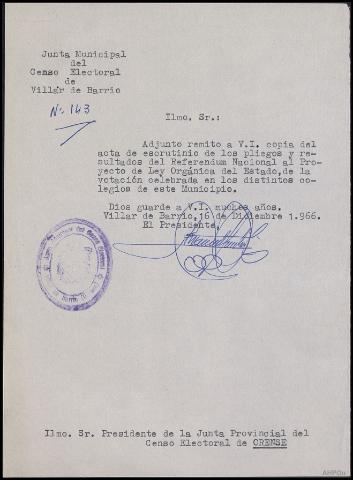 Junta Municipal
del
Censo Electoral
de
Villar de Barrio
Nº 143
Ilmo. Sr.:
Adjunto remito a V.I. copia del
acta de escrutinio de los pliegos y re-
sultados del Referendum Nacional al Pro-
yecto de Ley Orgánica del Estado,de la
votación celebrada en los distintos co-
legios de este Municipio.
Dios guarde a V.I. muchos años.
Villar de Barrio,16 de Diciembre 1.966.
El Presidente,
Ilmo. Sr. Presidente de la Junta Provincial del
Censo Electoral de ORENSE
AHPOu